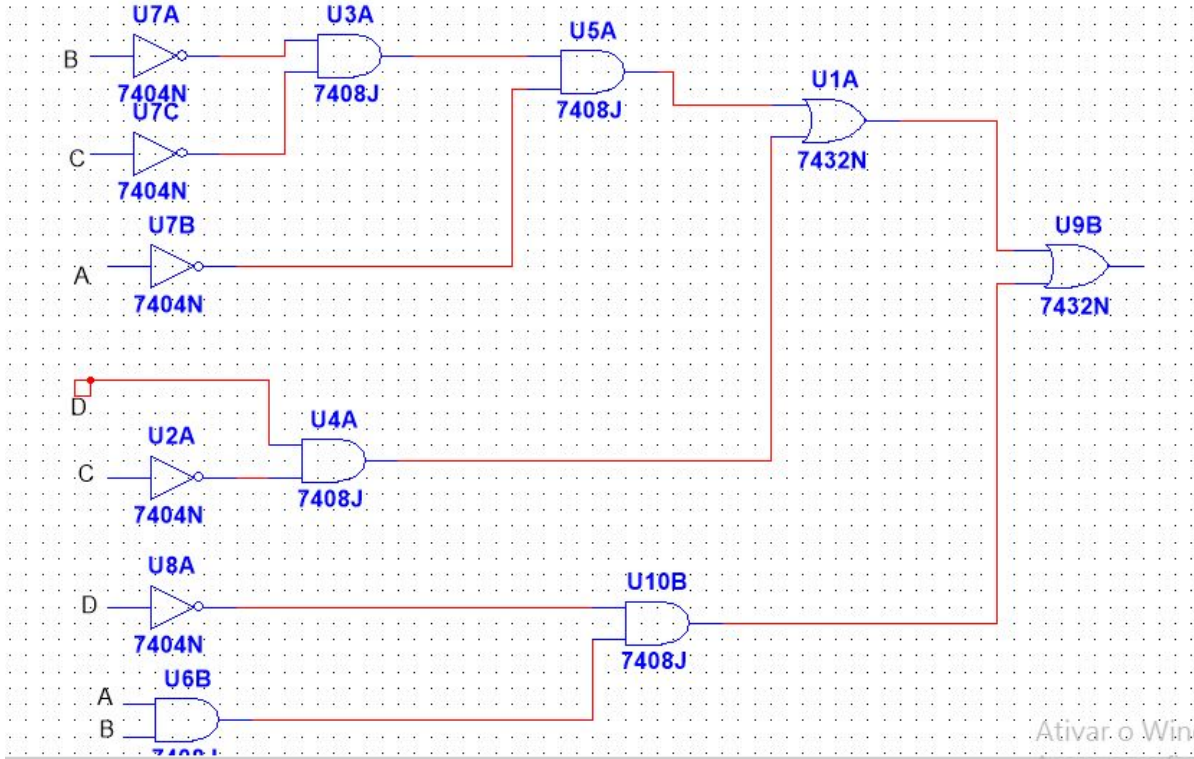 U7A
U3A
U5A
B
7404N
7408J
7408J
U1A
U7C
C
7404N
7432N
U7B
A
7404N
U9B
7432N
D
U4A
U2A
C
7408J
7404N
U8A
U10B
D
7404N
7408J
U6B
A
B
Ativar o Win